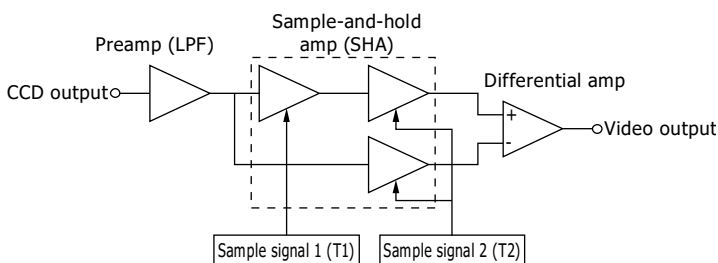 Sample-and-hold
amp (SHA)
Preamp (LPF)
Differential amp
CCD output
+
-
Video output
Sample signal 1 (T1)
Sample signal 2 (T2)